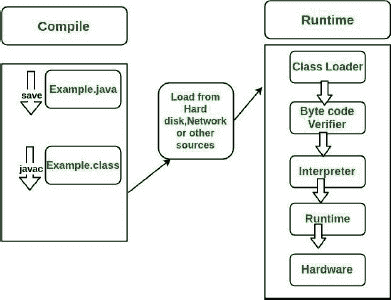 Compile
save
Example.java
javac
Example.class
Load from
Hard
disk,Network
or other
sources
Runtime
Class Loader
Byte code
Verifier
Interpreter
Runtime
Hardware